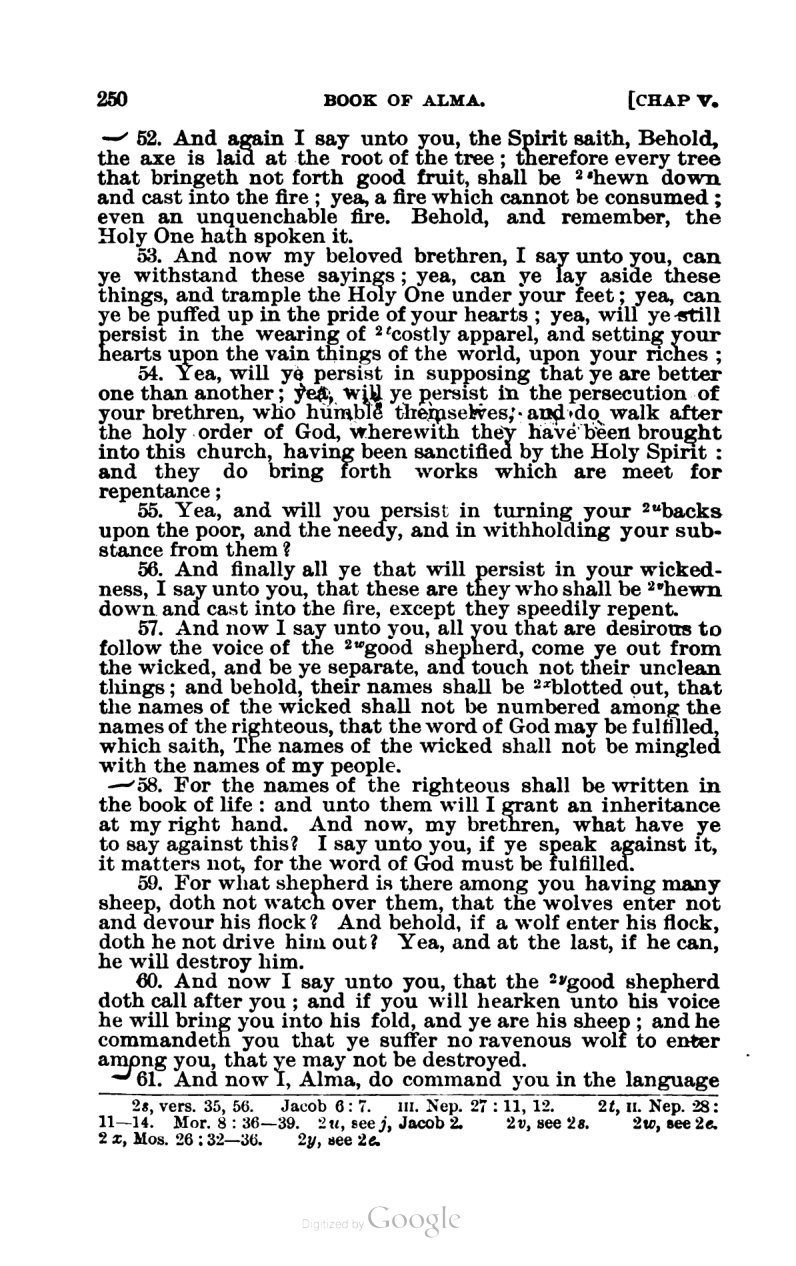 250 BOOK OF ALMA. [CHAP V.
52. And again I say unto you, the Spirit saith, Behold,
the axe is laid at the root of the tree ; therefore every tree
that bringeth not forth good fruit, shall be 2shewn down
and cast into the fire ; yea, a fire which cannot be consumed ;
even an unquenchable fire. Behold, and remember, the
Holy One hath spoken it.
53. And now my beloved brethren, I say unto you, can
ye withstand these sayings ; yea, can ye lay aside these
things, and trample the Holy One under your feet ; yea, can
ye be puffed up in the pride of your hearts ; yea, will ye still
persist in the wearing of 2tcostly apparel, and setting your
hearts upon the vain things of the world, upon your riches ;
54. Yea, will ye persist in supposing that ye are better
one than another ; yea, will ye persist in the persecution of
your brethren, who humble themselves, and do walk after
the holy order of God, wherewith they have been brought
into this church, having been sanctified by the Holy Spirit :
and they do bring forth works which are meet for
repentance ;
55. Yea, and will you persist in turning your 2ubacks
upon the poor, and the needy, and in withholding your sub-
stance from them ?
56. And finally all ye that will persist in your wicked-
ness, I say unto you, that these are they who shall be 2vhewn
down and cast into the fire, except they speedily repent.
57. And now I say unto you, all you that are desirous to
follow the voice of the 2wgood shepherd, come ye out from
the wicked, and be ye separate, and touch not their unclean
things ; and behold, their names shall be 2xblotted out, that
the names of the wicked shall not be numbered among the
names of the righteous, that the word of God may be fulfilled,
which saith, The names of the wicked shall not be mingled
with the names of my people.
58. For the names of the righteous shall be written in
the book of life : and unto them will I grant an inheritance
at my right hand. And now, my brethren, what have ye
to say against this? I say unto you, if ye speak against it,
it matters not, for the word of God must be fulfilled.
59. For what shepherd is there among you having many
sheep, doth not watch over them, that the wolves enter not
and devour his flock ? And behold, if a wolf enter his flock,
doth he not drive him out? Yea, and at the last, if he can,
he will destroy him.
60. And now I say unto you, that the 2ygood shepherd
doth call after you ; and if you will hearken unto his voice
he will bring you into his fold, and ye are his sheep ; and he
commandeth you that ye suffer no ravenous wolf to enter
among you, that ye may not be destroyed.
61. And now I, Alma, do command you in the language
2s, vers. 35, 56. Jacob 6 : 7. III. Nep. 27 : 11, 12. 2t, II. Nep. 28 :
11—14. Mor. 8 : 36—39. 2u, see j, Jacob 2. 2v, see 2s. 2w, see 2e.
2x, Mos. 26 : 32—36. 2y, see 2e.
Digitized by Google